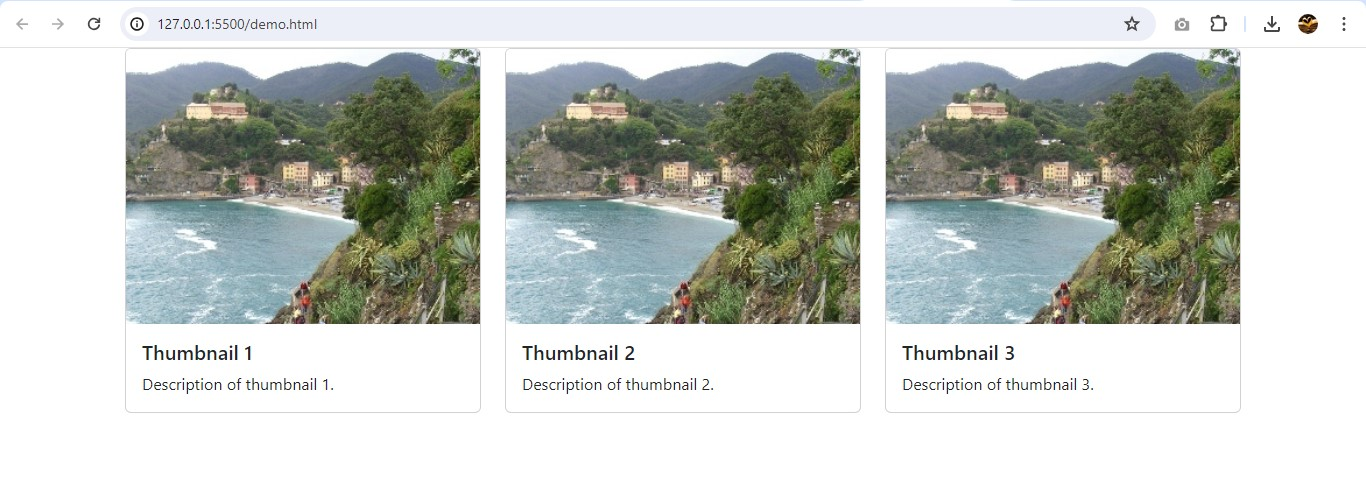 127.0.0.1:5500/demo.html
Thumbnail 1
Description of thumbnail 1.
Thumbnail 2
Description of thumbnail 2.
Thumbnail 3
Description of thumbnail 3.